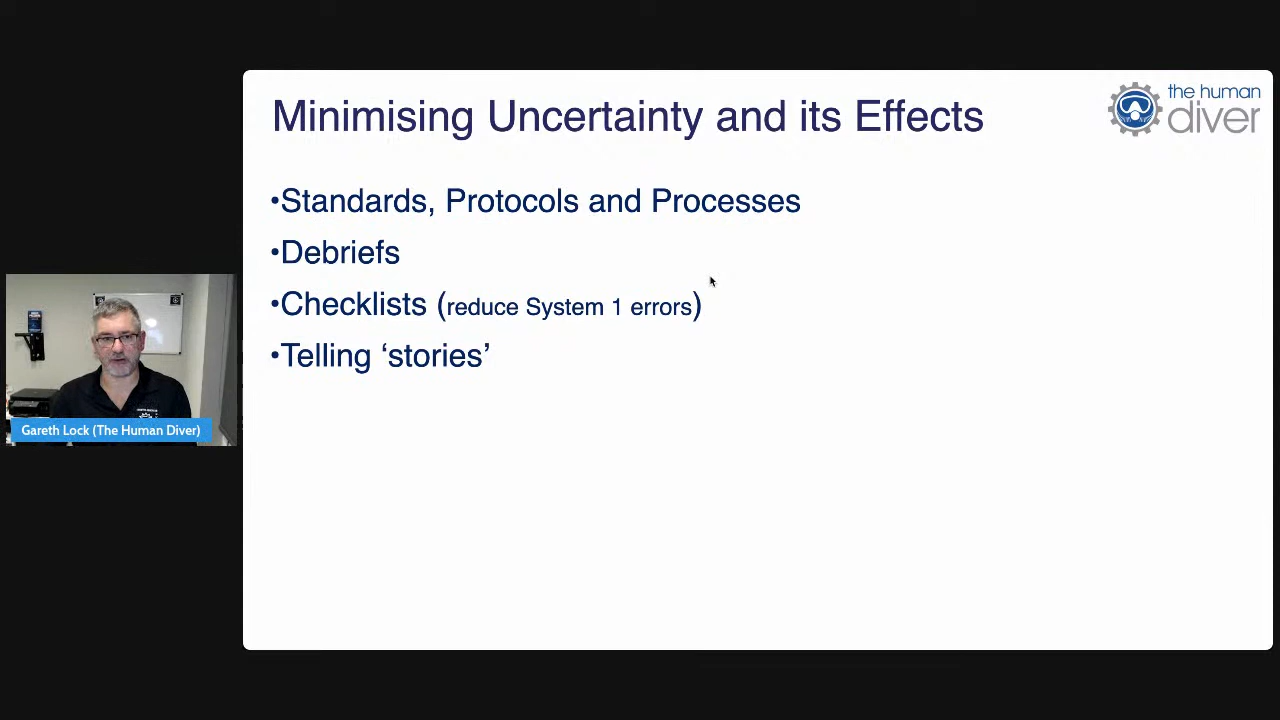 Minimising Uncertainty and its Effects
the human
diver
•Standards, Protocols and Processes
•Debriefs
•Checklists (reduce System 1 errors)
•Telling ‘stories’
Gareth Lock (The Human Diver)